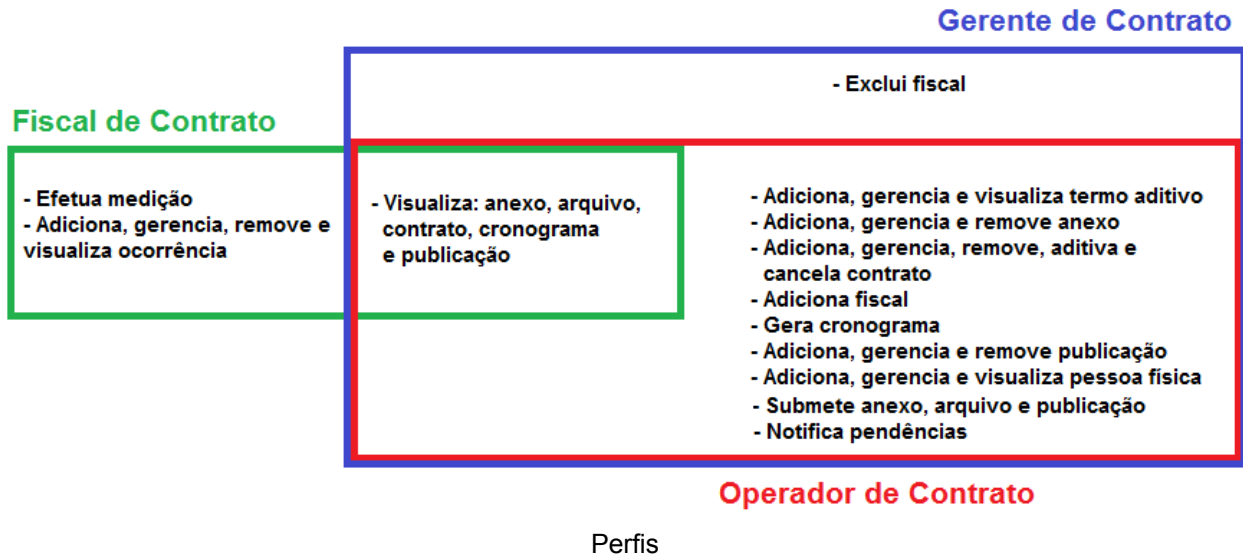 Gerente de Contrato
- Exclui fiscal
Fiscal de Contrato
- Efetua medição
- Adiciona, gerencia, remove e
visualiza ocorrência
- Visualiza: anexo, arquivo,
contrato, cronograma
e publicação
- Adiciona, gerencia e visualiza termo aditivo
- Adiciona, gerencia e remove anexo
- Adiciona, gerencia, remove, aditiva e
cancela contrato
- Adiciona fiscal
- Gera cronograma
- Adiciona, gerencia e remove publicação
- Adiciona, gerencia e visualiza pessoa física
- Submete anexo, arquivo e publicação
- Notifica pendências
Operador de Contrato
Perfis